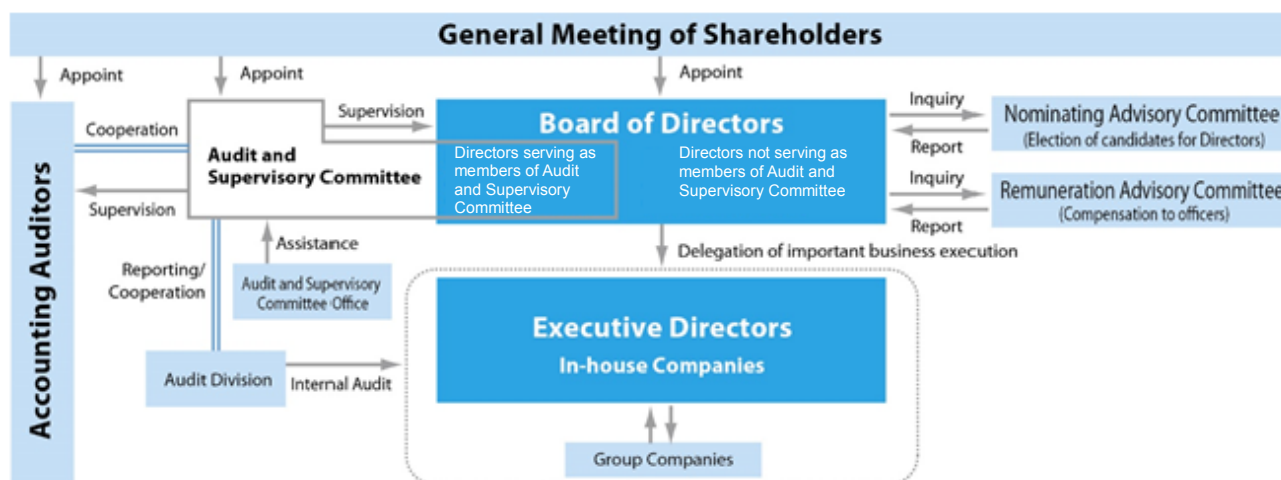 General Meeting of Shareholders
Appoint
Appoint
Appoint
Accounting Auditors
Cooperation
Supervision
Audit and
Supervisory Committee
Supervision
Board of Directors
Directors serving as
members of Audit
and Supervisory
Committee
Directors not serving as
members of Audit and
Supervisory Committee
Inquiry
Report
Nominating Advisory Committee
(Election of candidates for Directors)
Inquiry
Report
Remuneration Advisory Committee
(Compensation to officers)
Assistance
Audit and Supervisory
Committee Office
Reporting/
Cooperation
Delegation of important business execution
Audit Division
Internal Audit
Executive Directors
In-house Companies
Group Companies